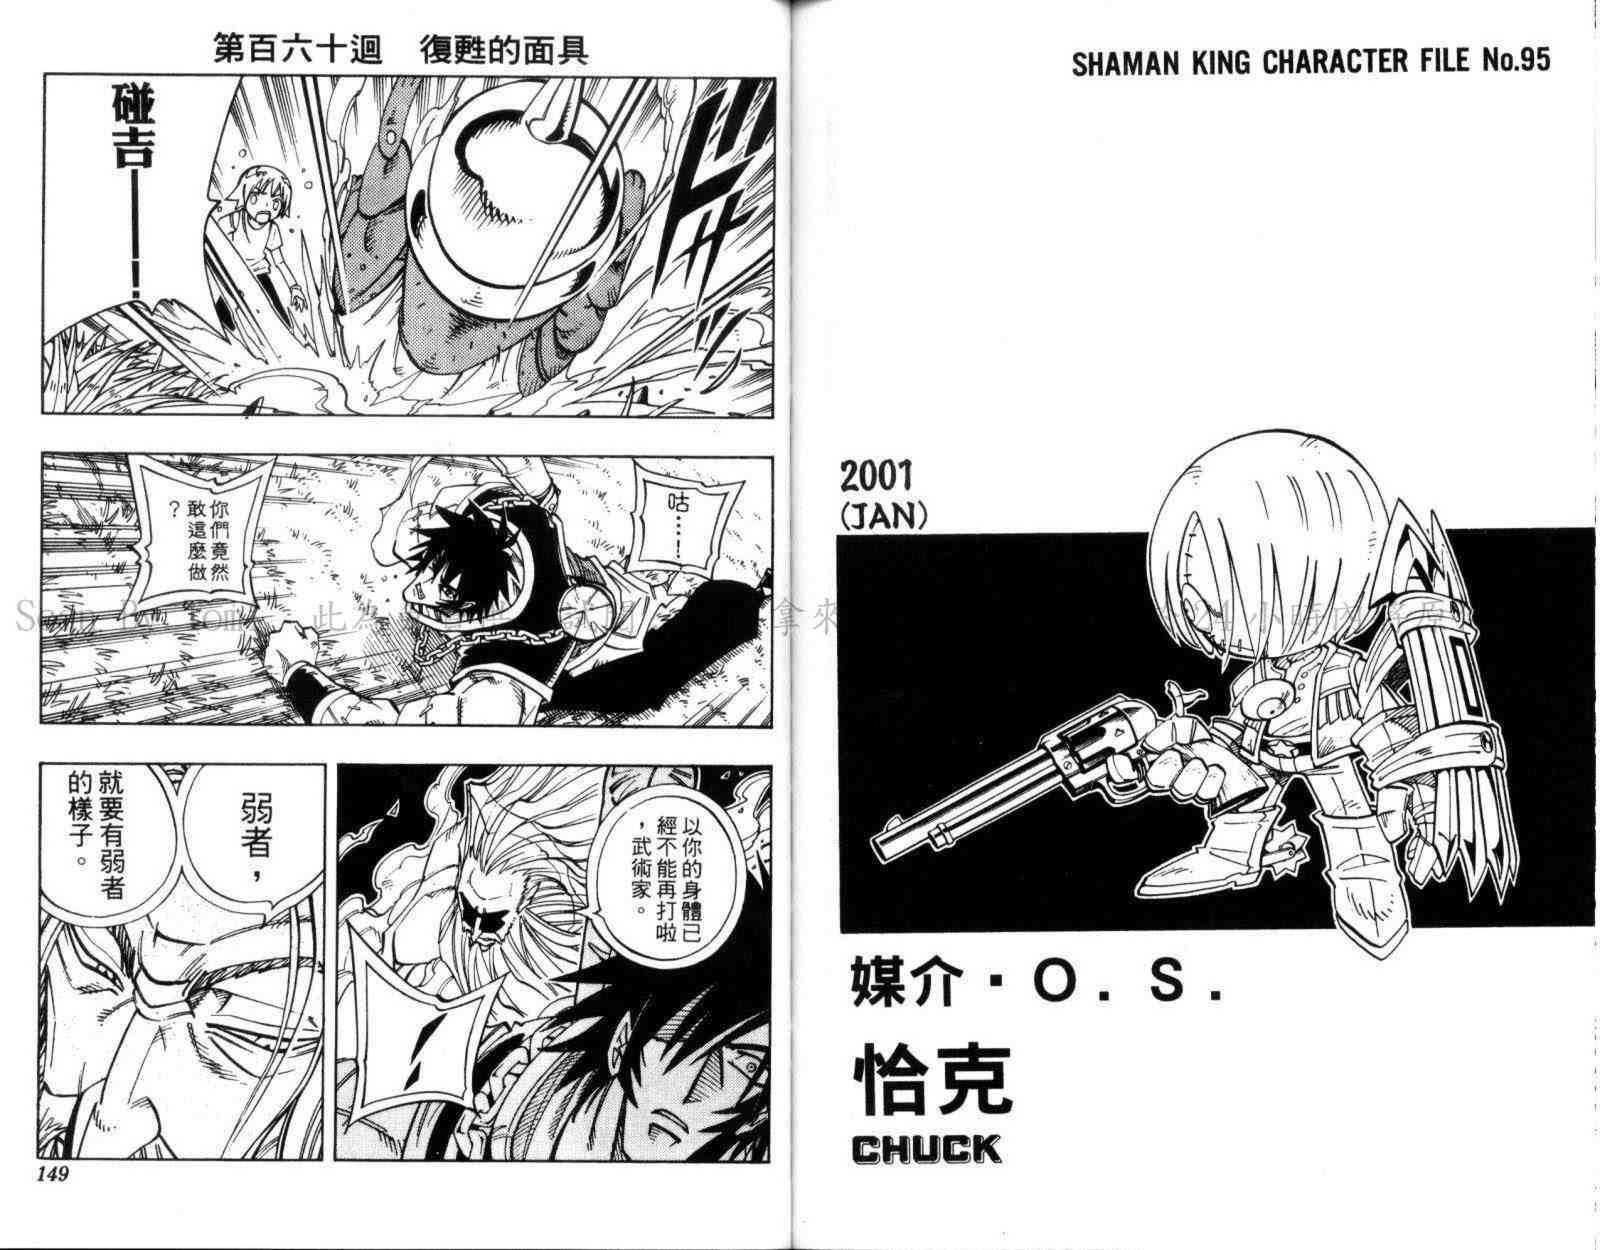 SHAMAN KING CHARACTER FILE No.95
2001
(JAN)
媒介・O.S.
恰克
CHUCK
第百六十迴 復甦的面具
碰吉——!
咕……!
你們竟然
敢這麼做
?
以你的身體已
經不能再打啦
，武術家。
弱者，
就要有弱者
的樣子。
149